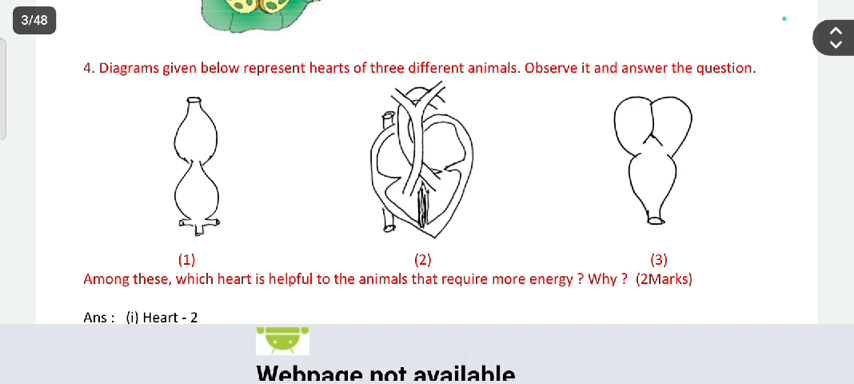 3/48
4. Diagrams given below represent hearts of three different animals. Observe it and answer the question.
(1) (2) (3)
Among these, which heart is helpful to the animals that require more energy ? Why ? (2Marks)
Ans : (i) Heart - 2
Webpage not available